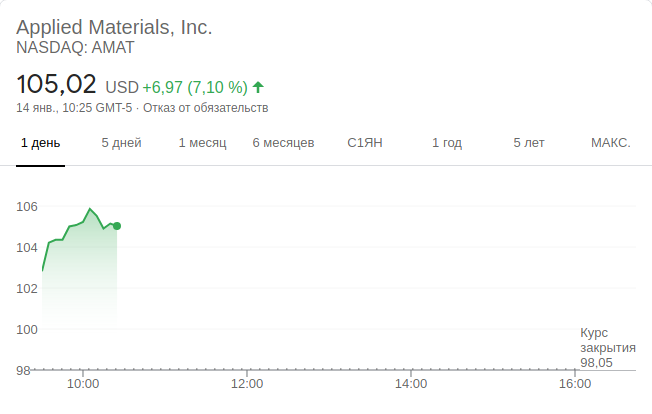 Applied Materials, Inc.
NASDAQ: AMAT
105,02 USD +6,97 (7,10 %)
14 янв., 10:25 GMT-5 · Отказ от обязательств
1 день 5 дней 1 месяц 6 месяцев С1ЯН 1 год 5 лет МАКС.
106
104
102
100
98
Курс
закрытия
98,05
10:00 12:00 14:00 16:00